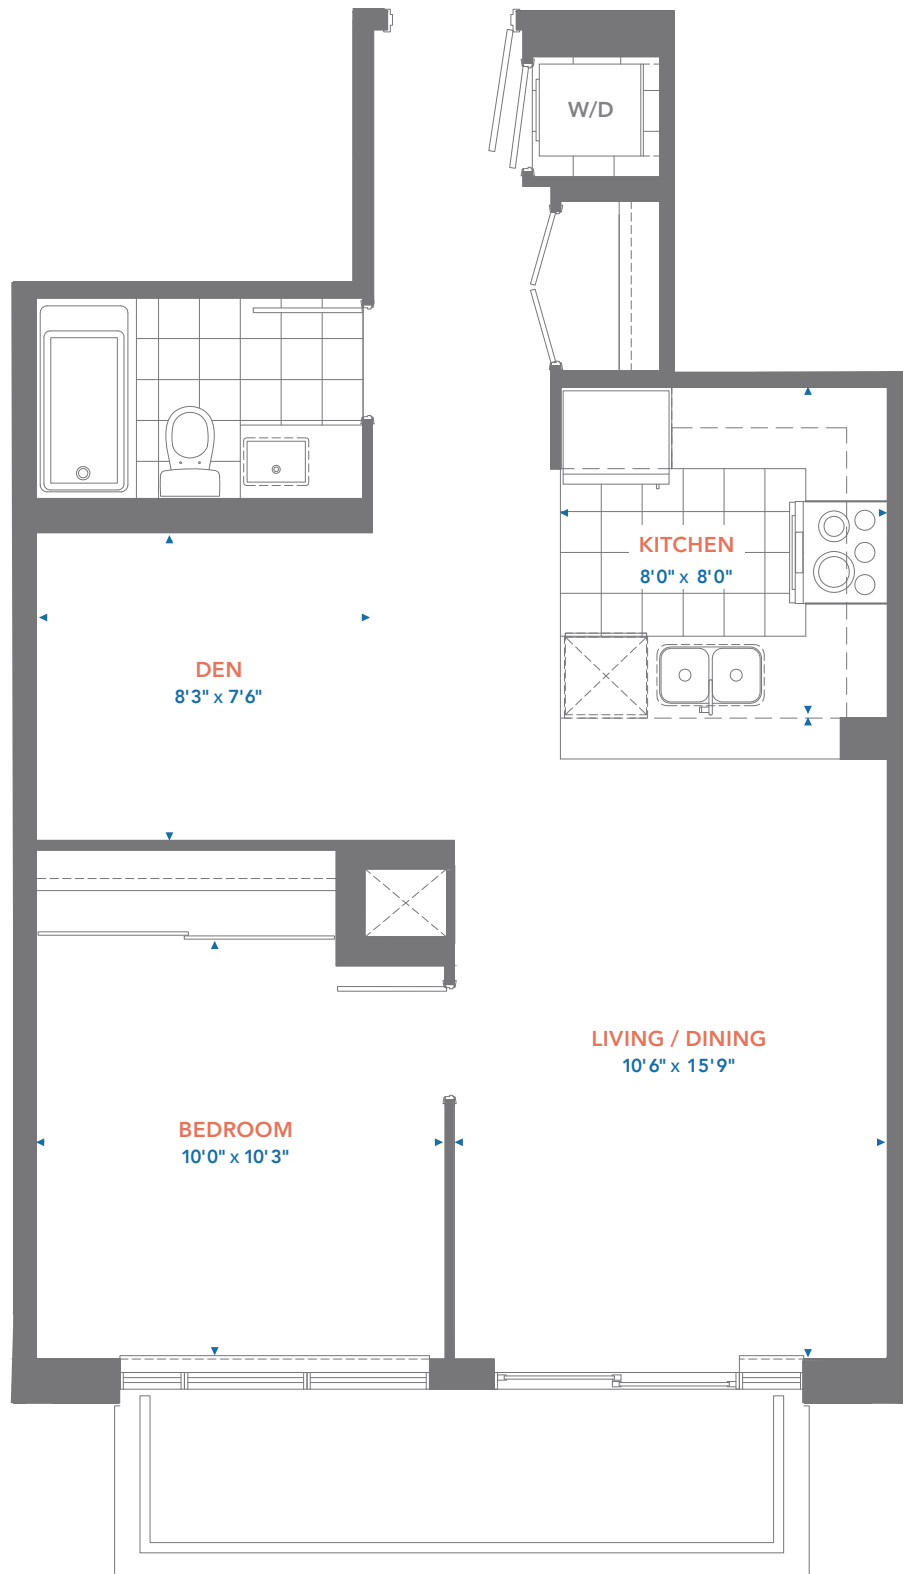 W/D
KITCHEN
8'0" x 8'0"
DEN
8'3" x 7'6"
LIVING / DINING
10'6" x 15'9"
BEDROOM
10'0" x 10'3"